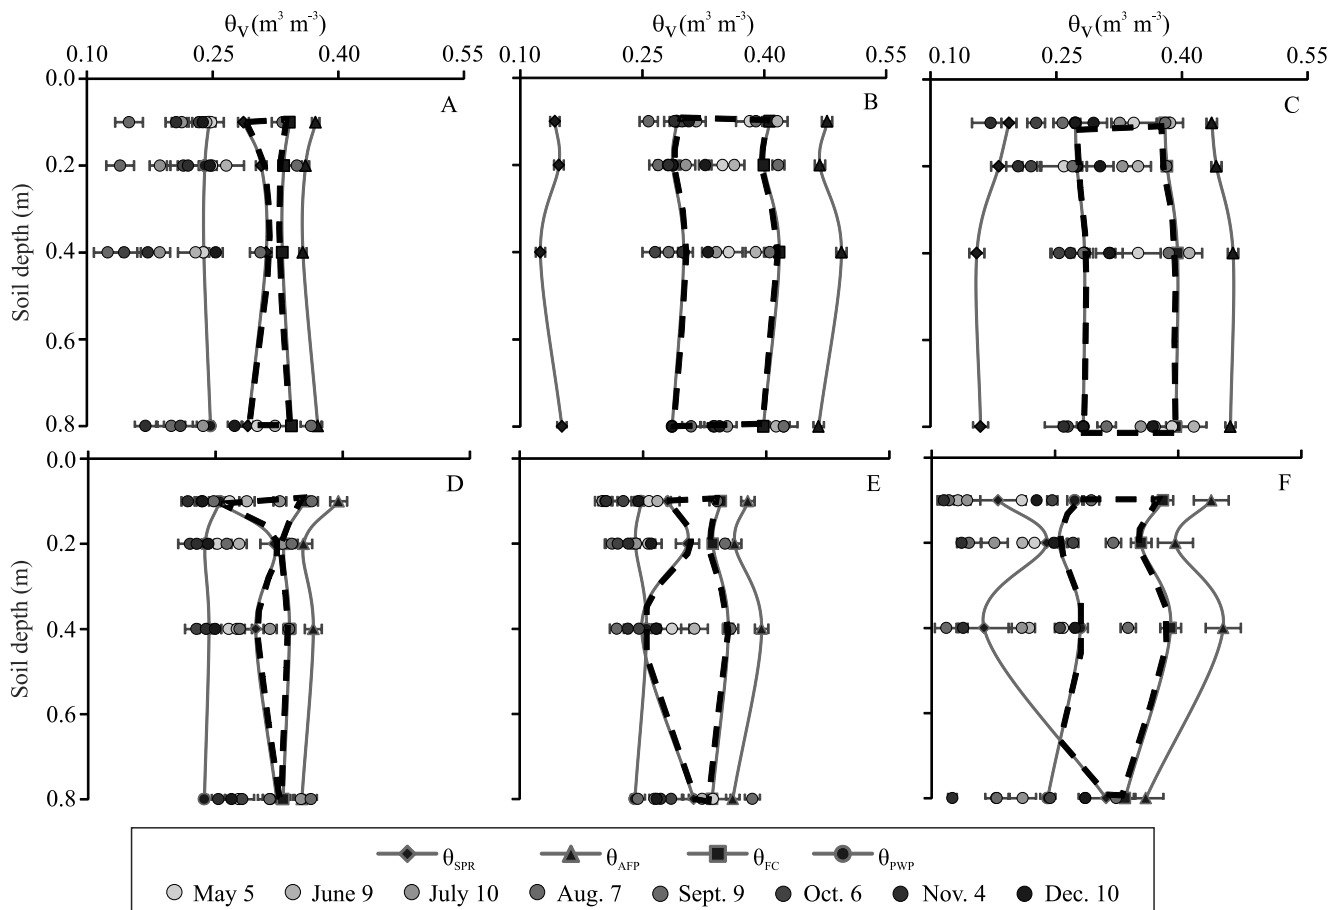 θV(m³ m⁻³) θV(m³ m⁻³) θV(m³ m⁻³)
0.10 0.25 0.40 0.55 0.10 0.25 0.40 0.55 0.10 0.25 0.40 0.55
0.0
A B C
0.2
Soil depth (m)
0.4
0.6
0.8
0.0
D E F
0.2
Soil depth (m)
0.4
0.6
0.8
θSPR θAFP θFC θPWP
May 5 June 9 July 10 Aug. 7 Sept. 9 Oct. 6 Nov. 4 Dec. 10